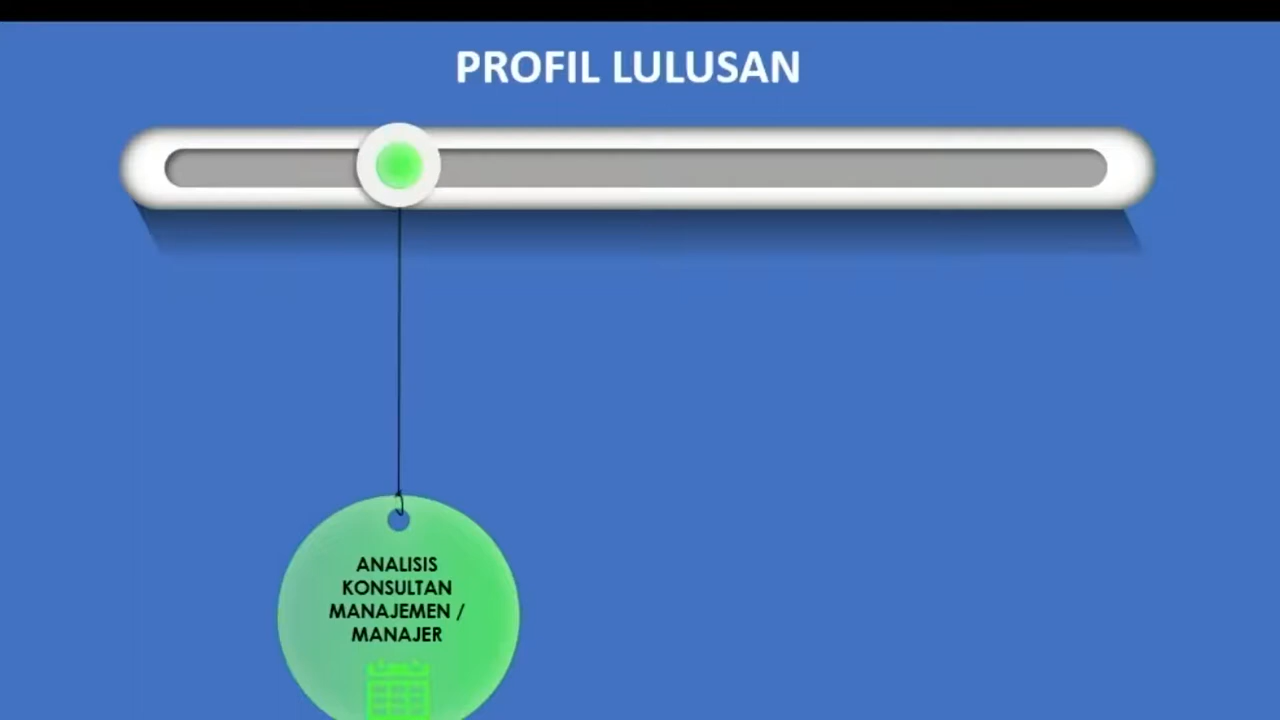 PROFIL LULUSAN
ANALISIS
KONSULTAN
MANAJEMEN /
MANAJER